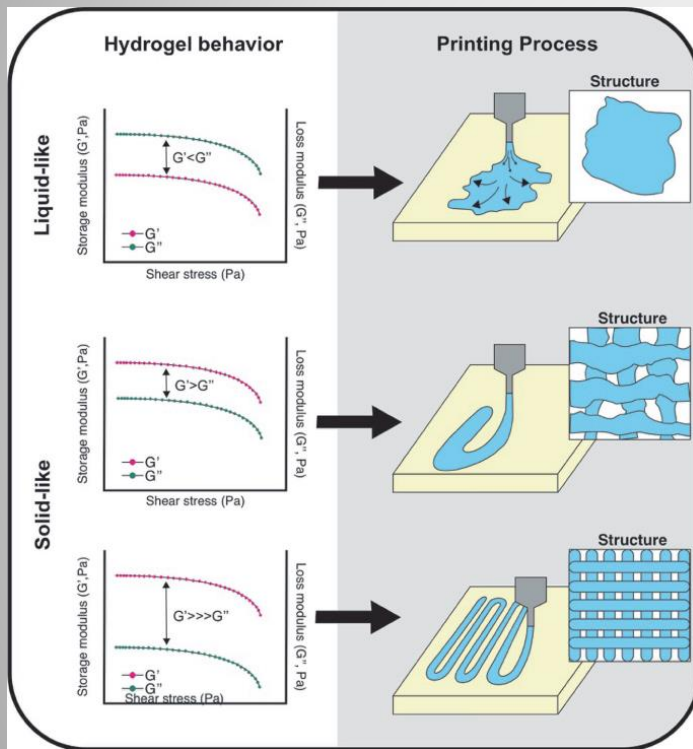 Hydrogel behavior
Printing Process
Liquid-like
Storage modulus (G',Pa)
G'<G''
G'
G''
Shear stress (Pa)
Loss modulus (G'', Pa)
Structure
Solid-like
Storage modulus (G',Pa)
G'>G''
G'
G''
Shear stress (Pa)
Loss modulus (G'', Pa)
Structure
Storage modulus (G',Pa)
G'>>>G''
G'
G''
Shear stress (Pa)
Loss modulus (G'', Pa)
Structure